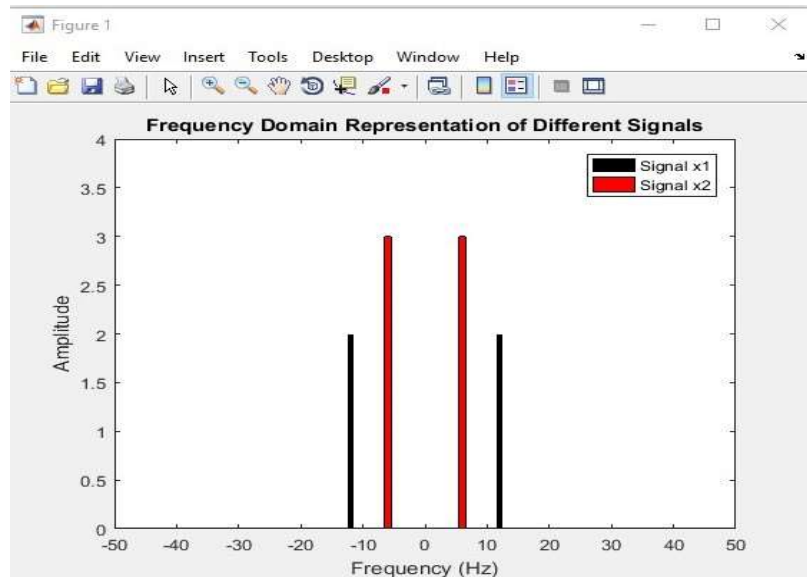 Figure 1
File Edit View Insert Tools Desktop Window Help
Frequency Domain Representation of Different Signals
Signal x1
Signal x2
4
3.5
3
2.5
2
1.5
1
0.5
0
Amplitude
-50 -40 -30 -20 -10 0 10 20 30 40 50
Frequency (Hz)